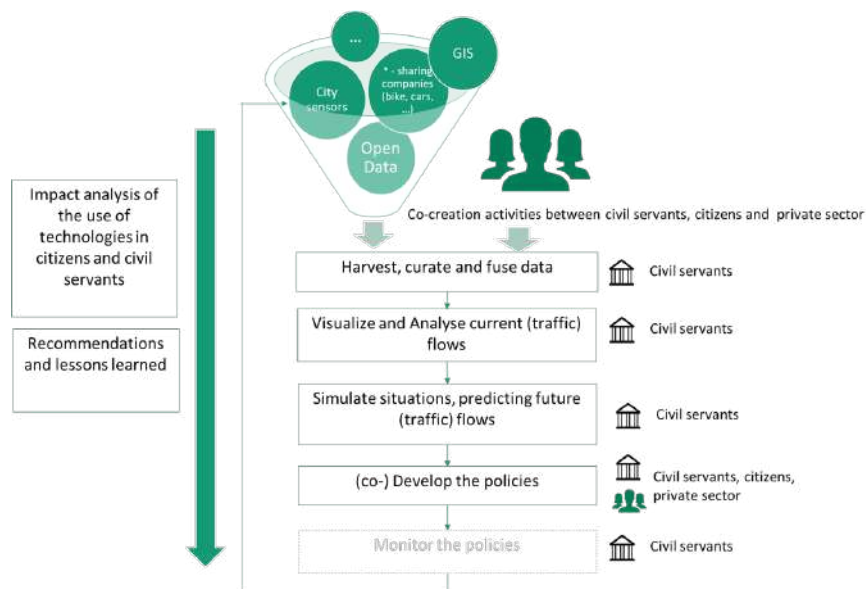 ...
GIS
* - sharing
companies
(bike, cars,
...)
City
sensors
Open
Data
Co-creation activities between civil servants, citizens and private sector
Impact analysis of
the use of
technologies in
citizens and civil
servants
Recommendations
and lessons learned
Harvest, curate and fuse data
Civil servants
Visualize and Analyse current (traffic)
flows
Civil servants
Simulate situations, predicting future
(traffic) flows
Civil servants
(co-) Develop the policies
Civil servants, citizens,
private sector
Monitor the policies
Civil servants